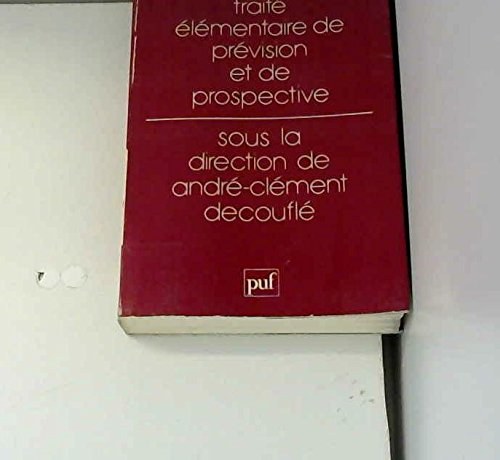 traité
élémentaire de
prévision
et de
prospective
sous la
direction de
andré-clément
decouflé
puf